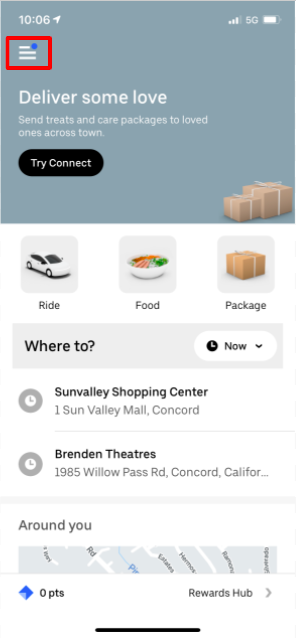 10:06
5G
Deliver some love
Send treats and care packages to loved
ones across town.
Try Connect
Ride
Food
Package
Where to?
Now
Sunvalley Shopping Center
1 Sun Valley Mall, Concord
Brenden Theatres
1985 Willow Pass Rd, Concord, Califor...
Around you
Rd
Estates
0 pts
Rewards Hub